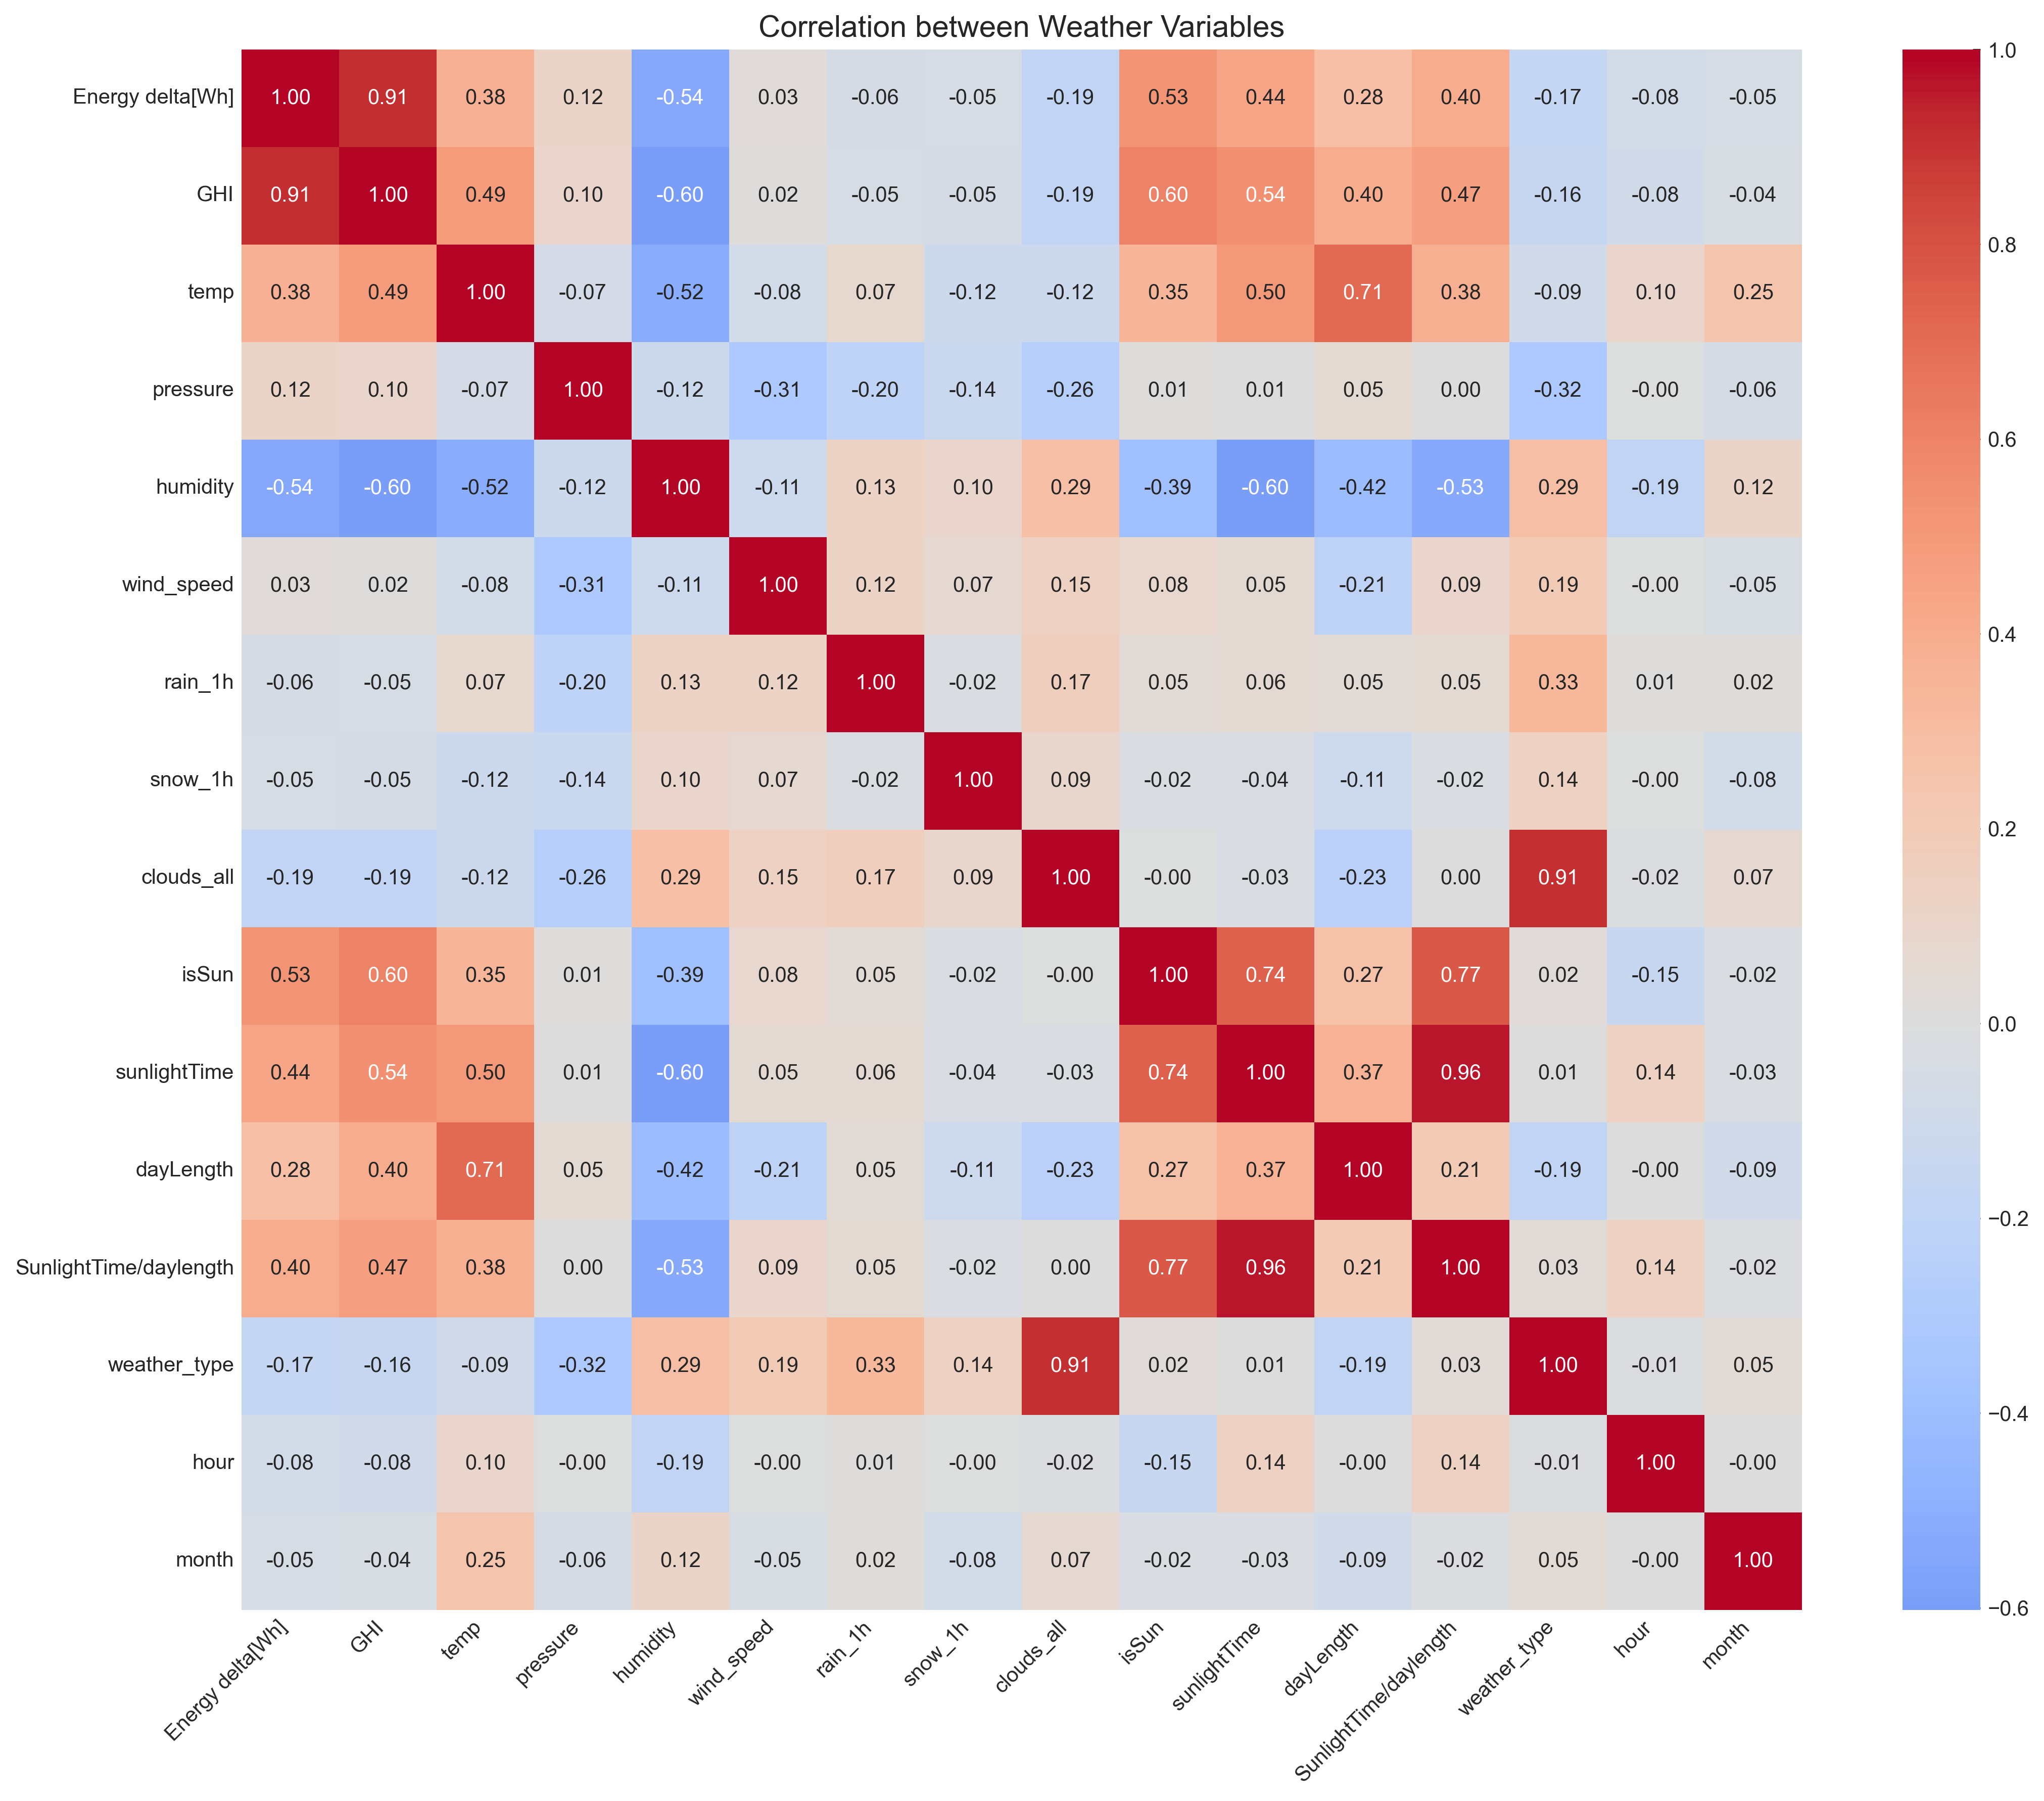 Correlation between Weather Variables
Energy delta[Wh] 1.00 0.91 0.38 0.12 -0.54 0.03 -0.06 -0.05 -0.19 0.53 0.44 0.28 0.40 -0.17 -0.08 -0.05
GHI 0.91 1.00 0.49 0.10 -0.60 0.02 -0.05 -0.05 -0.19 0.60 0.54 0.40 0.47 -0.16 -0.08 -0.04
temp 0.38 0.49 1.00 -0.07 -0.52 -0.08 0.07 -0.12 -0.12 0.35 0.50 0.71 0.38 -0.09 0.10 0.25
pressure 0.12 0.10 -0.07 1.00 -0.12 -0.31 -0.20 -0.14 -0.26 0.01 0.01 0.05 0.00 -0.32 -0.00 -0.06
humidity -0.54 -0.60 -0.52 -0.12 1.00 -0.11 0.13 0.10 0.29 -0.39 -0.60 -0.42 -0.53 0.29 -0.19 0.12
wind_speed 0.03 0.02 -0.08 -0.31 -0.11 1.00 0.12 0.07 0.15 0.08 0.05 -0.21 0.09 0.19 -0.00 -0.05
rain_1h -0.06 -0.05 0.07 -0.20 0.13 0.12 1.00 -0.02 0.17 0.05 0.06 0.05 0.05 0.33 0.01 0.02
snow_1h -0.05 -0.05 -0.12 -0.14 0.10 0.07 -0.02 1.00 0.09 -0.02 -0.04 -0.11 -0.02 0.14 -0.00 -0.08
clouds_all -0.19 -0.19 -0.12 -0.26 0.29 0.15 0.17 0.09 1.00 -0.00 -0.03 -0.23 0.00 0.91 -0.02 0.07
isSun 0.53 0.60 0.35 0.01 -0.39 0.08 0.05 -0.02 -0.00 1.00 0.74 0.27 0.77 0.02 -0.15 -0.02
sunlightTime 0.44 0.54 0.50 0.01 -0.60 0.05 0.06 -0.04 -0.03 0.74 1.00 0.37 0.96 0.01 0.14 -0.03
dayLength 0.28 0.40 0.71 0.05 -0.42 -0.21 0.05 -0.11 -0.23 0.27 0.37 1.00 0.21 -0.19 -0.00 -0.09
SunlightTime/daylength 0.40 0.47 0.38 0.00 -0.53 0.09 0.05 -0.02 0.00 0.77 0.96 0.21 1.00 0.03 0.14 -0.02
weather_type -0.17 -0.16 -0.09 -0.32 0.29 0.19 0.33 0.14 0.91 0.02 0.01 -0.19 0.03 1.00 -0.01 0.05
hour -0.08 -0.08 0.10 -0.00 -0.19 -0.00 0.01 -0.00 -0.02 -0.15 0.14 -0.00 0.14 -0.01 1.00 -0.00
month -0.05 -0.04 0.25 -0.06 0.12 -0.05 0.02 -0.08 0.07 -0.02 -0.03 -0.09 -0.02 0.05 -0.00 1.00
Energy delta[Wh] GHI temp pressure humidity wind_speed rain_1h snow_1h clouds_all isSun sunlightTime dayLength SunlightTime/daylength weather_type hour month
1.0
0.8
0.6
0.4
0.2
0.0
−0.2
−0.4
−0.6